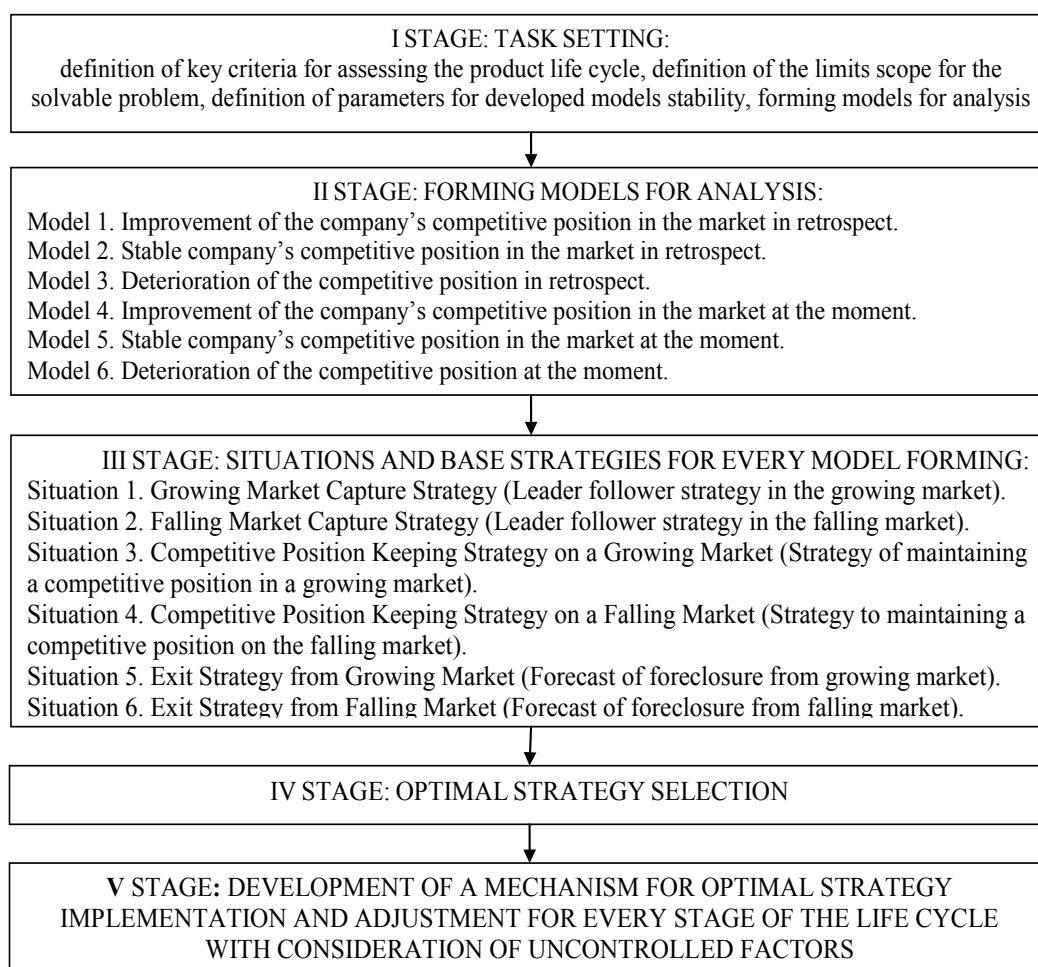 I STAGE: TASK SETTING:
definition of key criteria for assessing the product life cycle, definition of the limits scope for the
solvable problem, definition of parameters for developed models stability, forming models for analysis
II STAGE: FORMING MODELS FOR ANALYSIS:
Model 1. Improvement of the company’s competitive position in the market in retrospect.
Model 2. Stable company’s competitive position in the market in retrospect.
Model 3. Deterioration of the competitive position in retrospect.
Model 4. Improvement of the company’s competitive position in the market at the moment.
Model 5. Stable company’s competitive position in the market at the moment.
Model 6. Deterioration of the competitive position at the moment.
III STAGE: SITUATIONS AND BASE STRATEGIES FOR EVERY MODEL FORMING:
Situation 1. Growing Market Capture Strategy (Leader follower strategy in the growing market).
Situation 2. Falling Market Capture Strategy (Leader follower strategy in the falling market).
Situation 3. Competitive Position Keeping Strategy on a Growing Market (Strategy of maintaining
a competitive position in a growing market).
Situation 4. Competitive Position Keeping Strategy on a Falling Market (Strategy to maintaining a
competitive position on the falling market).
Situation 5. Exit Strategy from Growing Market (Forecast of foreclosure from growing market).
Situation 6. Exit Strategy from Falling Market (Forecast of foreclosure from falling market).
IV STAGE: OPTIMAL STRATEGY SELECTION
V STAGE: DEVELOPMENT OF A MECHANISM FOR OPTIMAL STRATEGY
IMPLEMENTATION AND ADJUSTMENT FOR EVERY STAGE OF THE LIFE CYCLE
WITH CONSIDERATION OF UNCONTROLLED FACTORS